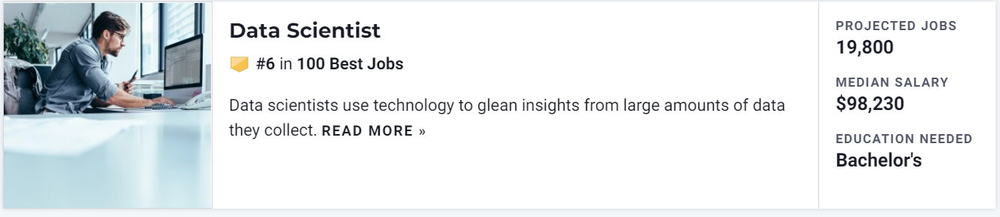 Data Scientist
#6 in 100 Best Jobs
Data scientists use technology to glean insights from large amounts of data
they collect. READ MORE »
PROJECTED JOBS
19,800
MEDIAN SALARY
$98,230
EDUCATION NEEDED
Bachelor's